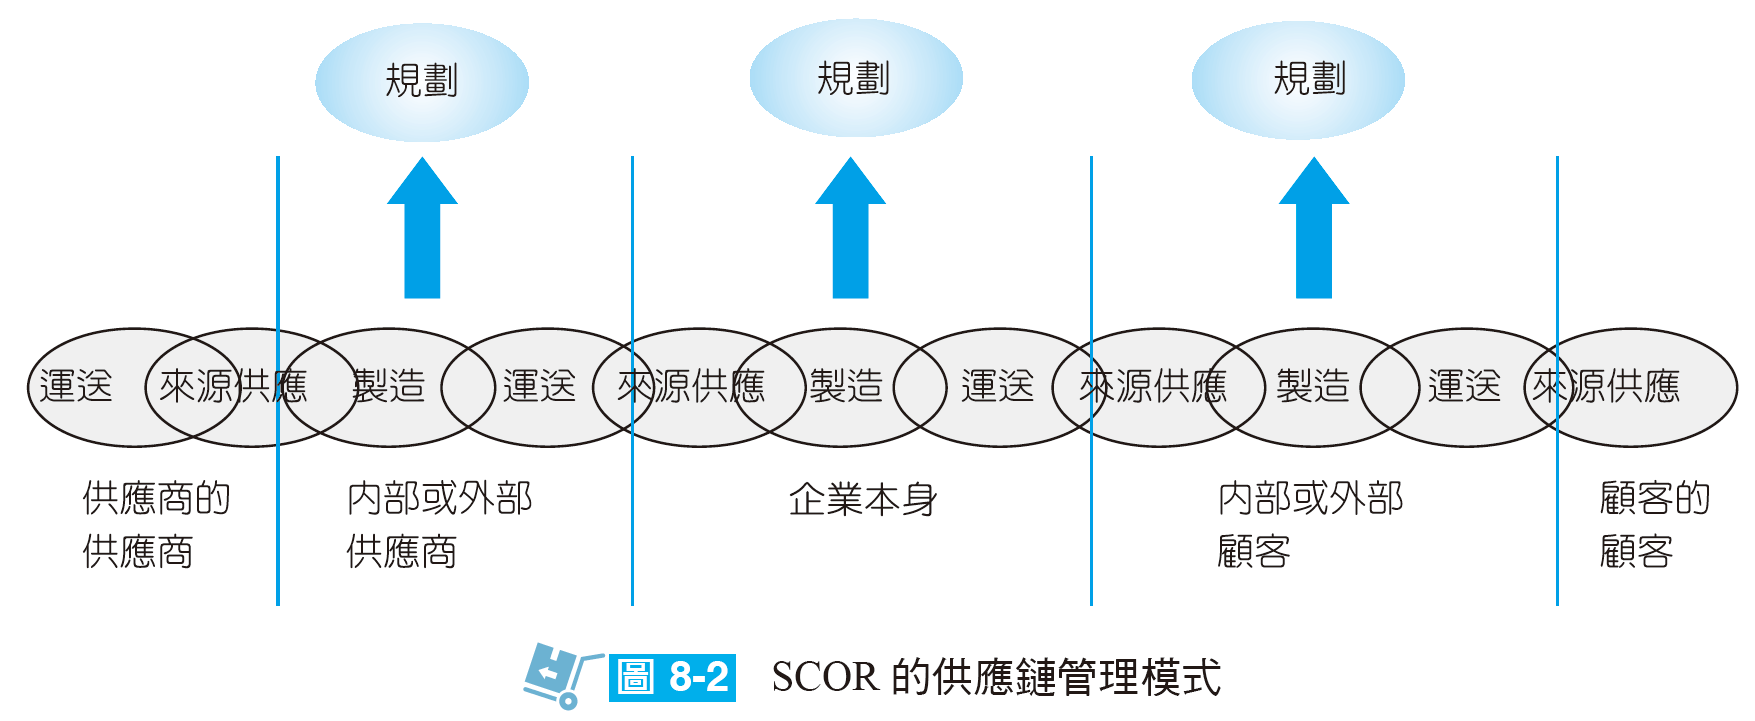 規劃 規劃 規劃
運送 來源供應 製造 運送 來源供應 製造 運送 來源供應 製造 運送 來源供應
供應商的
供應商
內部或外部
供應商
企業本身
內部或外部
顧客
顧客的
顧客
圖 8-2 SCOR 的供應鏈管理模式